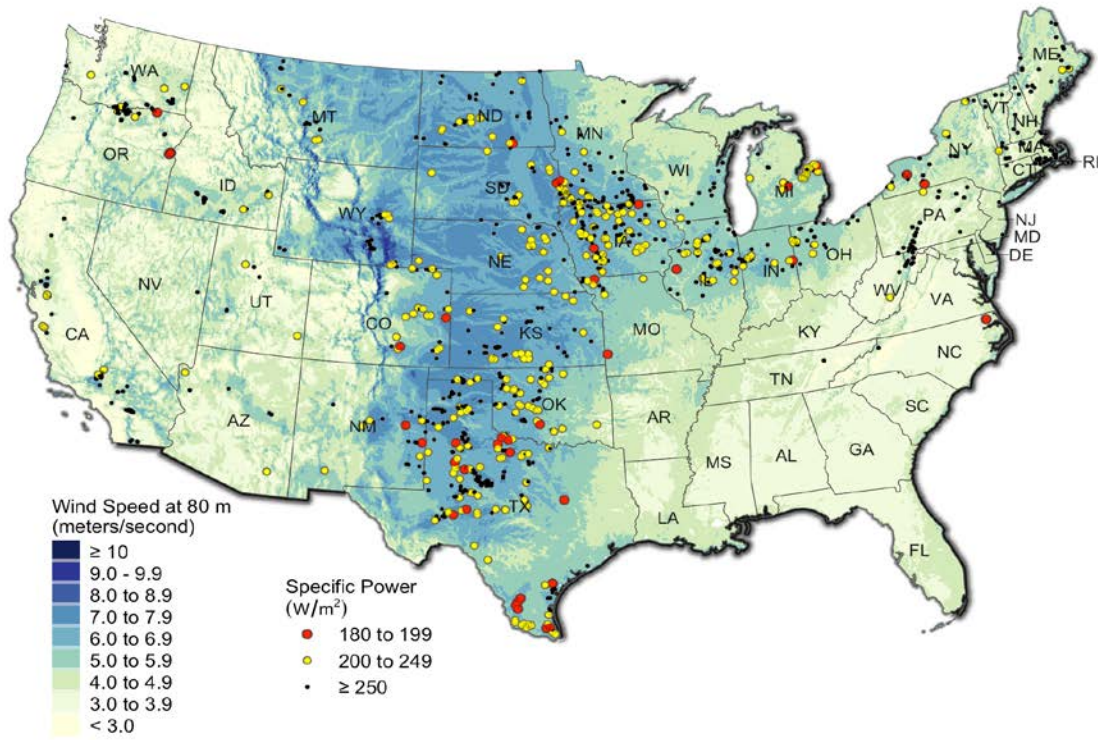 WA
MT
ND
MN
ME
VT
NH
MA
CT
RI
NY
OR
ID
WY
SD
WI
MI
PA
NJ
MD
DE
NV
UT
NE
IA
IL
IN
OH
WV
VA
CA
CO
KS
MO
KY
NC
AZ
NM
OK
AR
TN
SC
TX
LA
MS
AL
GA
FL
Wind Speed at 80 m
(meters/second)
≥ 10
9.0 - 9.9
8.0 to 8.9
7.0 to 7.9
6.0 to 6.9
5.0 to 5.9
4.0 to 4.9
3.0 to 3.9
< 3.0
Specific Power
(W/m²)
180 to 199
200 to 249
≥ 250